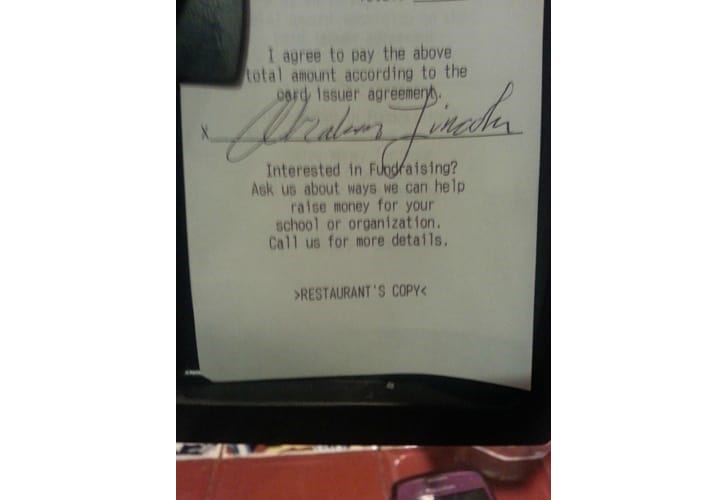 I agree to pay the above
total amount according to the
card issuer agreement.
X Abraham Lincoln
Interested in Fundraising?
Ask us about ways we can help
raise money for your
school or organization.
Call us for more details.
>RESTAURANT'S COPY<